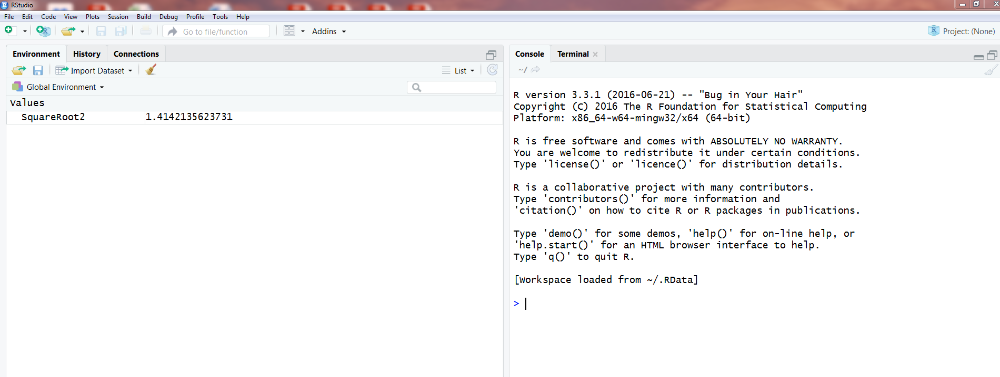 RStudio
File Edit Code View Plots Session Build Debug Profile Tools Help
Go to file/function Addins Project: (None)
Environment History Connections
Import Dataset List
Global Environment
Values
SquareRoot2 1.4142135623731
Console Terminal
~/
R version 3.3.1 (2016-06-21) -- "Bug in Your Hair"
Copyright (C) 2016 The R Foundation for Statistical Computing
Platform: x86_64-w64-mingw32/x64 (64-bit)
R is free software and comes with ABSOLUTELY NO WARRANTY.
You are welcome to redistribute it under certain conditions.
Type 'license()' or 'licence()' for distribution details.
R is a collaborative project with many contributors.
Type 'contributors()' for more information and
'citation()' on how to cite R or R packages in publications.
Type 'demo()' for some demos, 'help()' for on-line help, or
'help.start()' for an HTML browser interface to help.
Type 'q()' to quit R.
[Workspace loaded from ~/.RData]
>